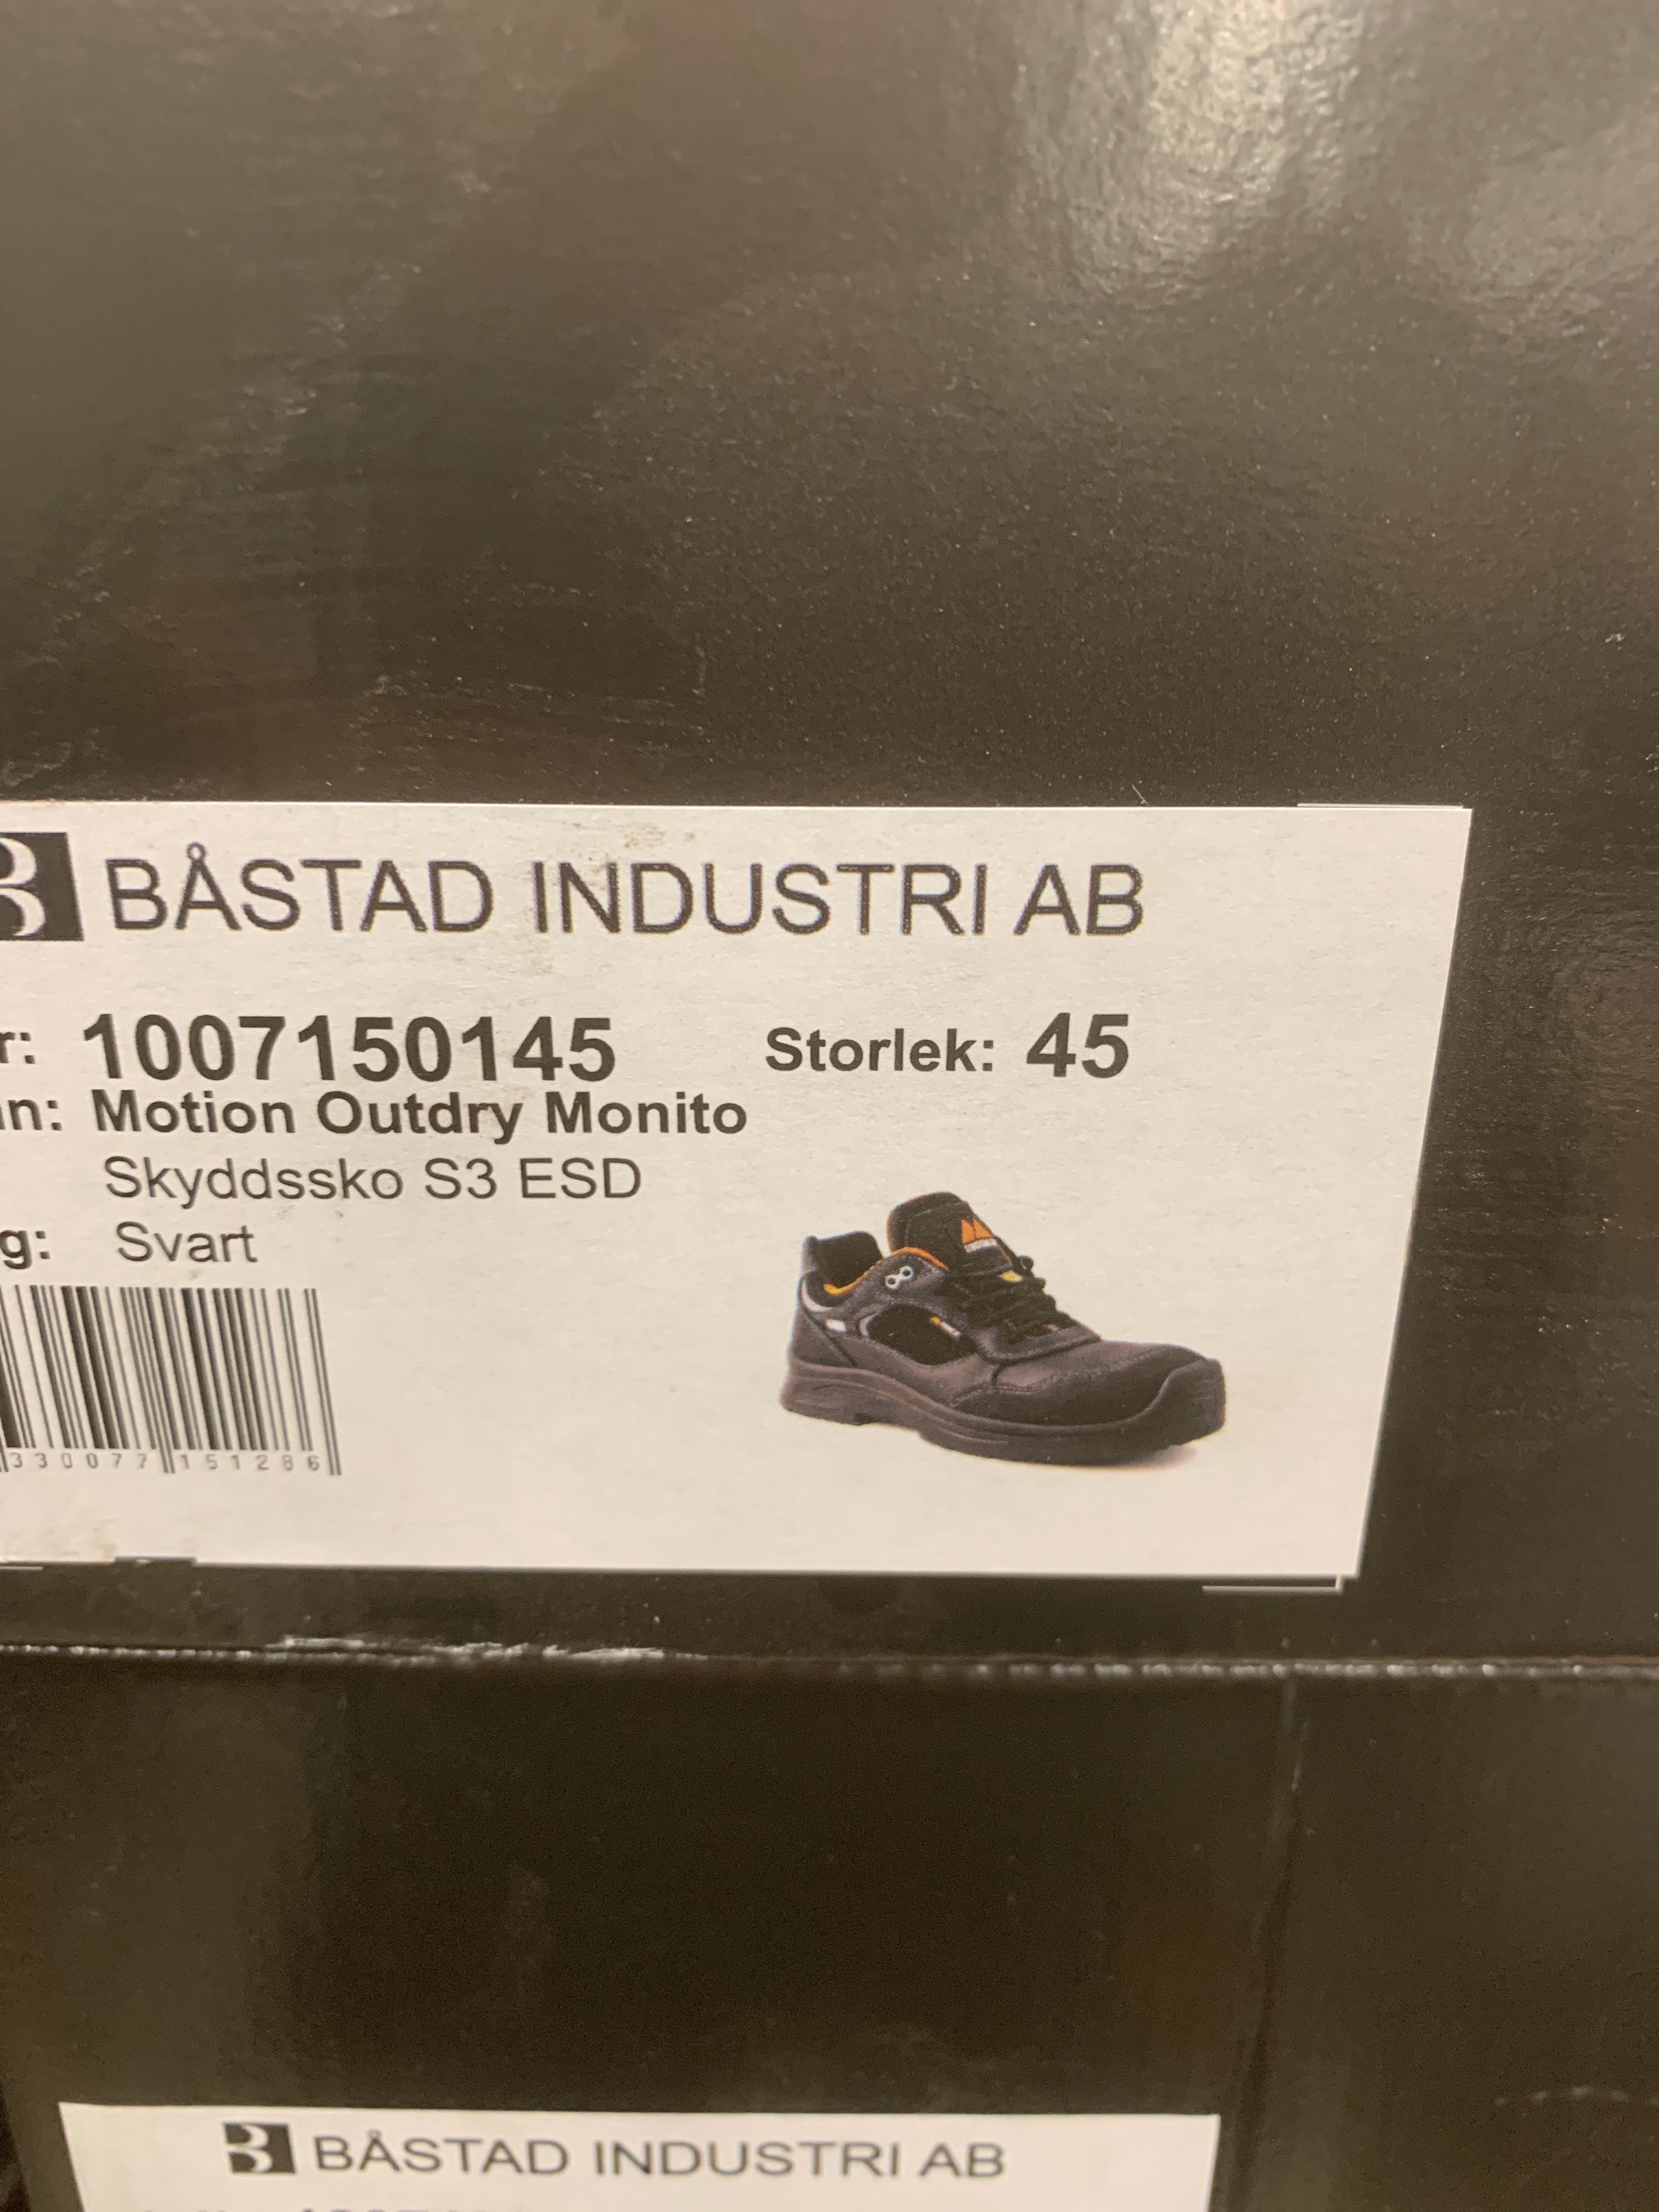 BÅSTAD INDUSTRI AB
r: 1007150145 Storlek: 45
n: Motion Outdry Monito
Skyddssko S3 ESD
g: Svart
330077 151286
BÅSTAD INDUSTRI AB